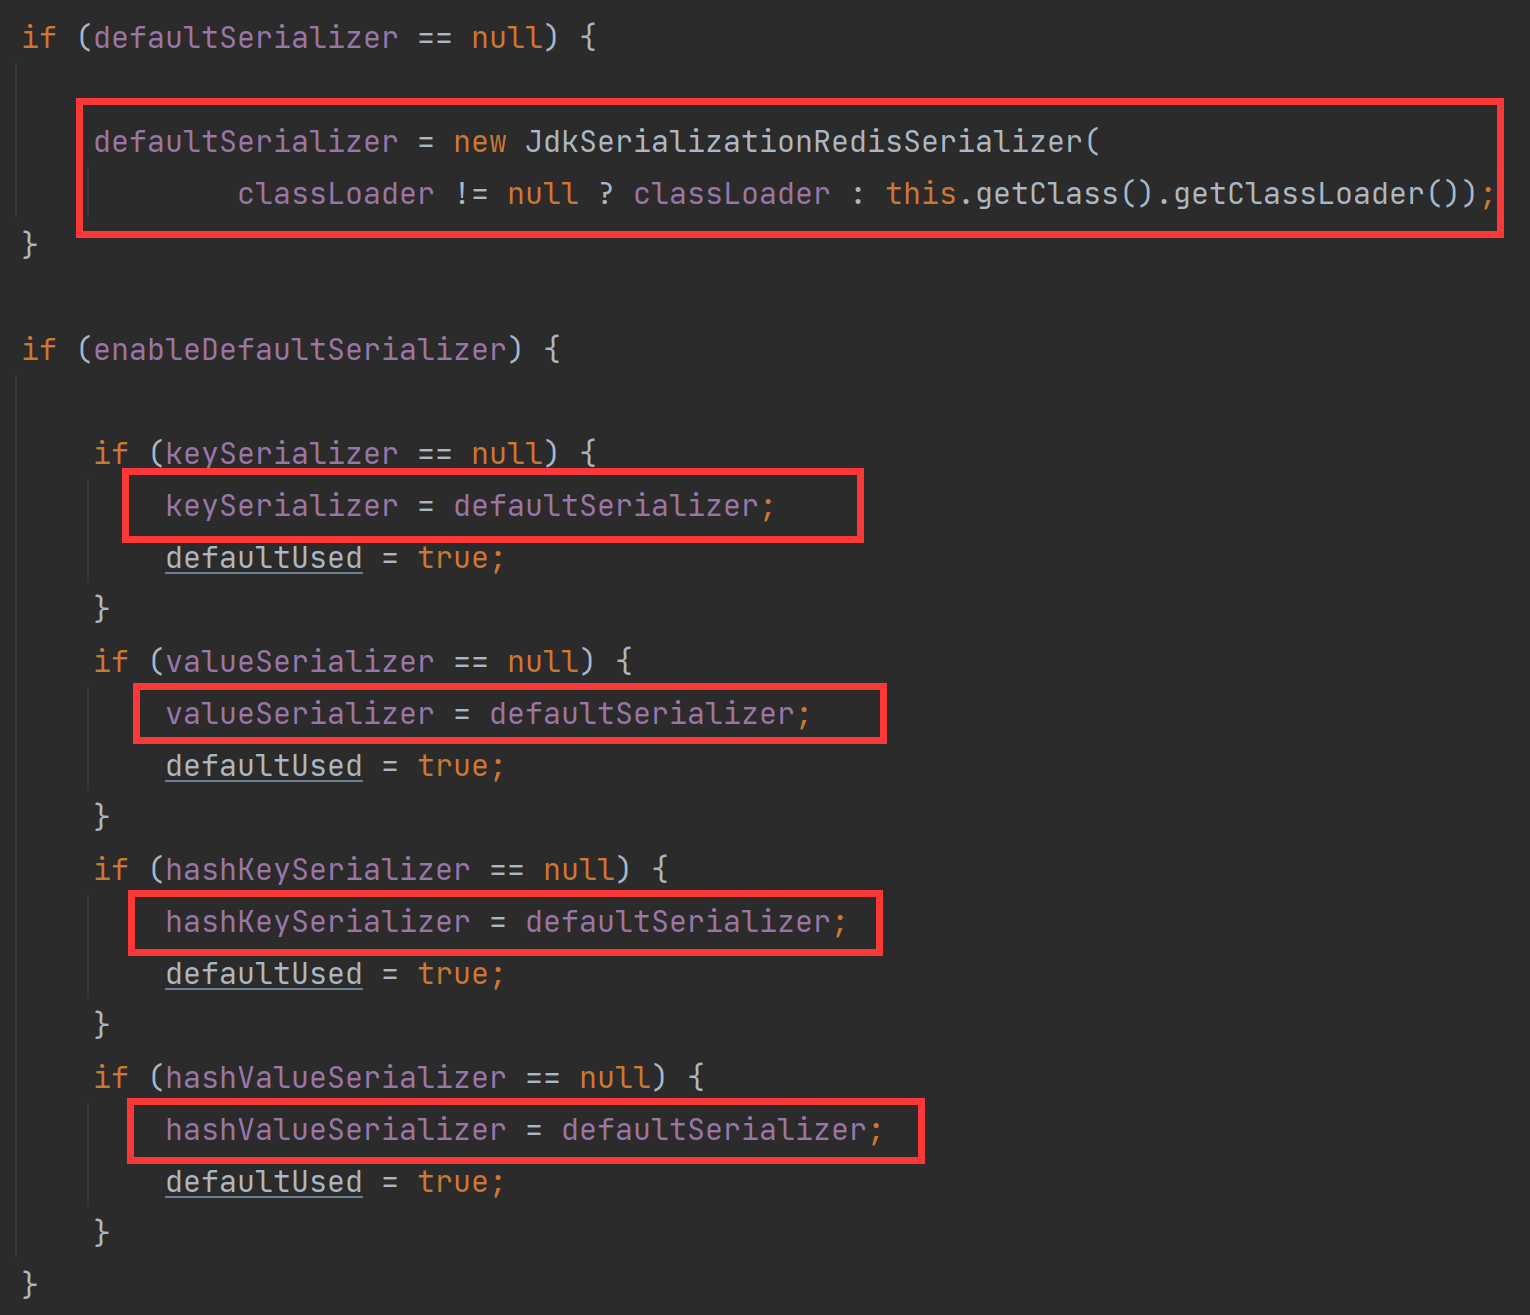 if (defaultSerializer == null) {
defaultSerializer = new JdkSerializationRedisSerializer(
classLoader != null ? classLoader : this.getClass().getClassLoader());
}
if (enableDefaultSerializer) {
if (keySerializer == null) {
keySerializer = defaultSerializer;
defaultUsed = true;
}
if (valueSerializer == null) {
valueSerializer = defaultSerializer;
defaultUsed = true;
}
if (hashKeySerializer == null) {
hashKeySerializer = defaultSerializer;
defaultUsed = true;
}
if (hashValueSerializer == null) {
hashValueSerializer = defaultSerializer;
defaultUsed = true;
}
}